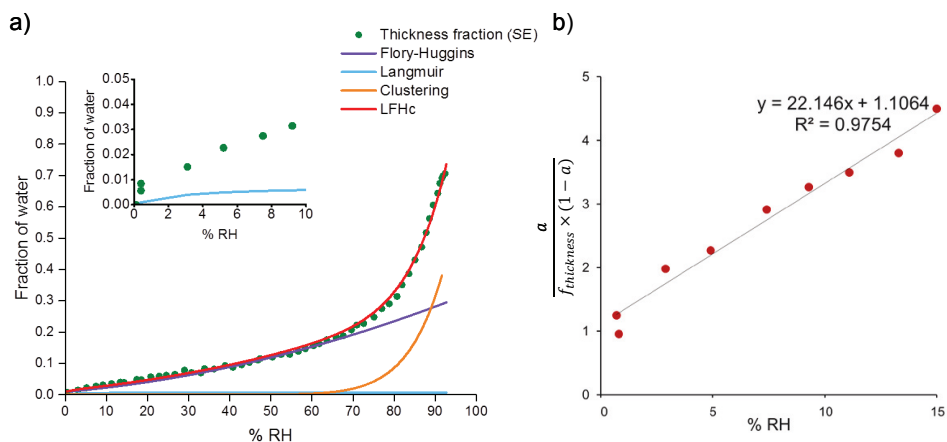 a)
Thickness fraction (SE)
Flory-Huggins
Langmuir
Clustering
LFHc
Fraction of water
1.0
0.9
0.8
0.7
0.6
0.5
0.4
0.3
0.2
0.1
0.0
0 10 20 30 40 50 60 70 80 90 100
% RH
Fraction of water
0.05
0.04
0.03
0.02
0.01
0.00
0 2 4 6 8 10
% RH
b)
a
f_thickness × (1 − a)
5
4
3
2
1
0
y = 22.146x + 1.1064
R² = 0.9754
0 5 10 15
% RH